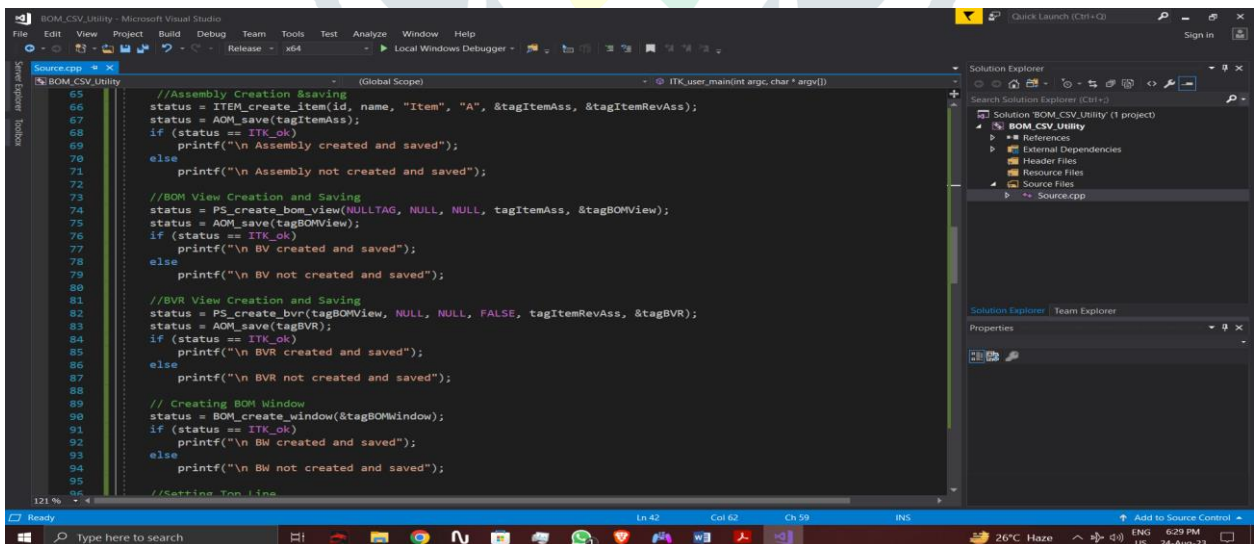 BOM_CSV_Utility - Microsoft Visual Studio
Quick Launch (Ctrl+Q)
File Edit View Project Build Debug Team Tools Test Analyze Window Help
Sign in
Release x64 Local Windows Debugger
Server Explorer
Toolbox
Source.cpp
BOM_CSV_Utility (Global Scope) ITK_user_main(int argc, char * argv[])
65 //Assembly Creation &saving
66 status = ITEM_create_item(id, name, "Item", "A", &tagItemAss, &tagItemRevAss);
67 status = AOM_save(tagItemAss);
68 if (status == ITK_ok)
69 printf("\n Assembly created and saved");
70 else
71 printf("\n Assembly not created and saved");
72
73 //BOM View Creation and Saving
74 status = PS_create_bom_view(NULLTAG, NULL, NULL, tagItemAss, &tagBOMView);
75 status = AOM_save(tagBOMView);
76 if (status == ITK_ok)
77 printf("\n BV created and saved");
78 else
79 printf("\n BV not created and saved");
80
81 //BVR View Creation and Saving
82 status = PS_create_bvr(tagBOMView, NULL, NULL, FALSE, tagItemRevAss, &tagBVR);
83 status = AOM_save(tagBVR);
84 if (status == ITK_ok)
85 printf("\n BVR created and saved");
86 else
87 printf("\n BVR not created and saved");
88
89 // Creating BOM Window
90 status = BOM_create_window(&tagBOMWindow);
91 if (status == ITK_ok)
92 printf("\n BW created and saved");
93 else
94 printf("\n BW not created and saved");
95
96 //Setting Top Line
121 %
Solution Explorer
Search Solution Explorer (Ctrl+;)
Solution 'BOM_CSV_Utility' (1 project)
BOM_CSV_Utility
References
External Dependencies
Header Files
Resource Files
Source Files
Source.cpp
Solution Explorer Team Explorer
Properties
Ready Ln 42 Col 62 Ch 59 INS Add to Source Control
Type here to search
26°C Haze
ENG
US
6:29 PM
24-Aug-23